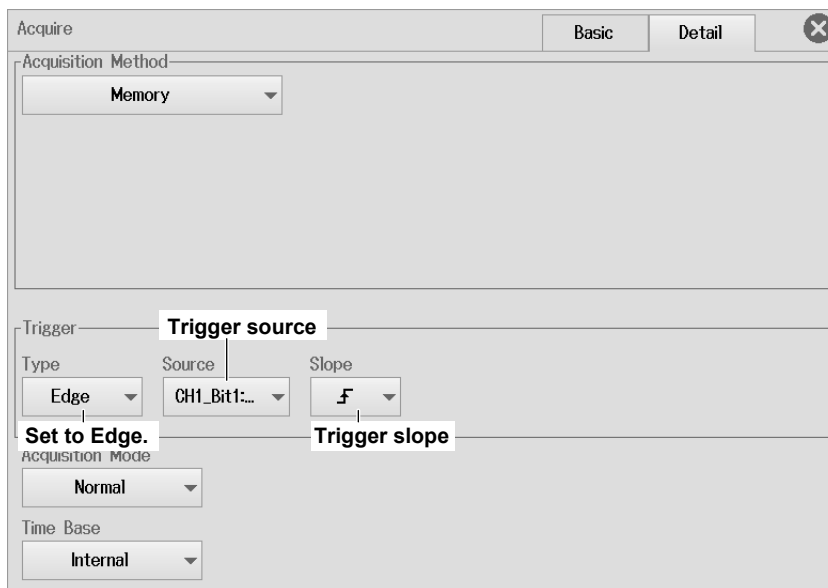 Acquire
Basic
Detail
Acquisition Method
Memory
Trigger
Trigger source
Type
Source
Slope
Edge
CH1_Bit1:...
Set to Edge.
Trigger slope
Acquisition Mode
Normal
Time Base
Internal